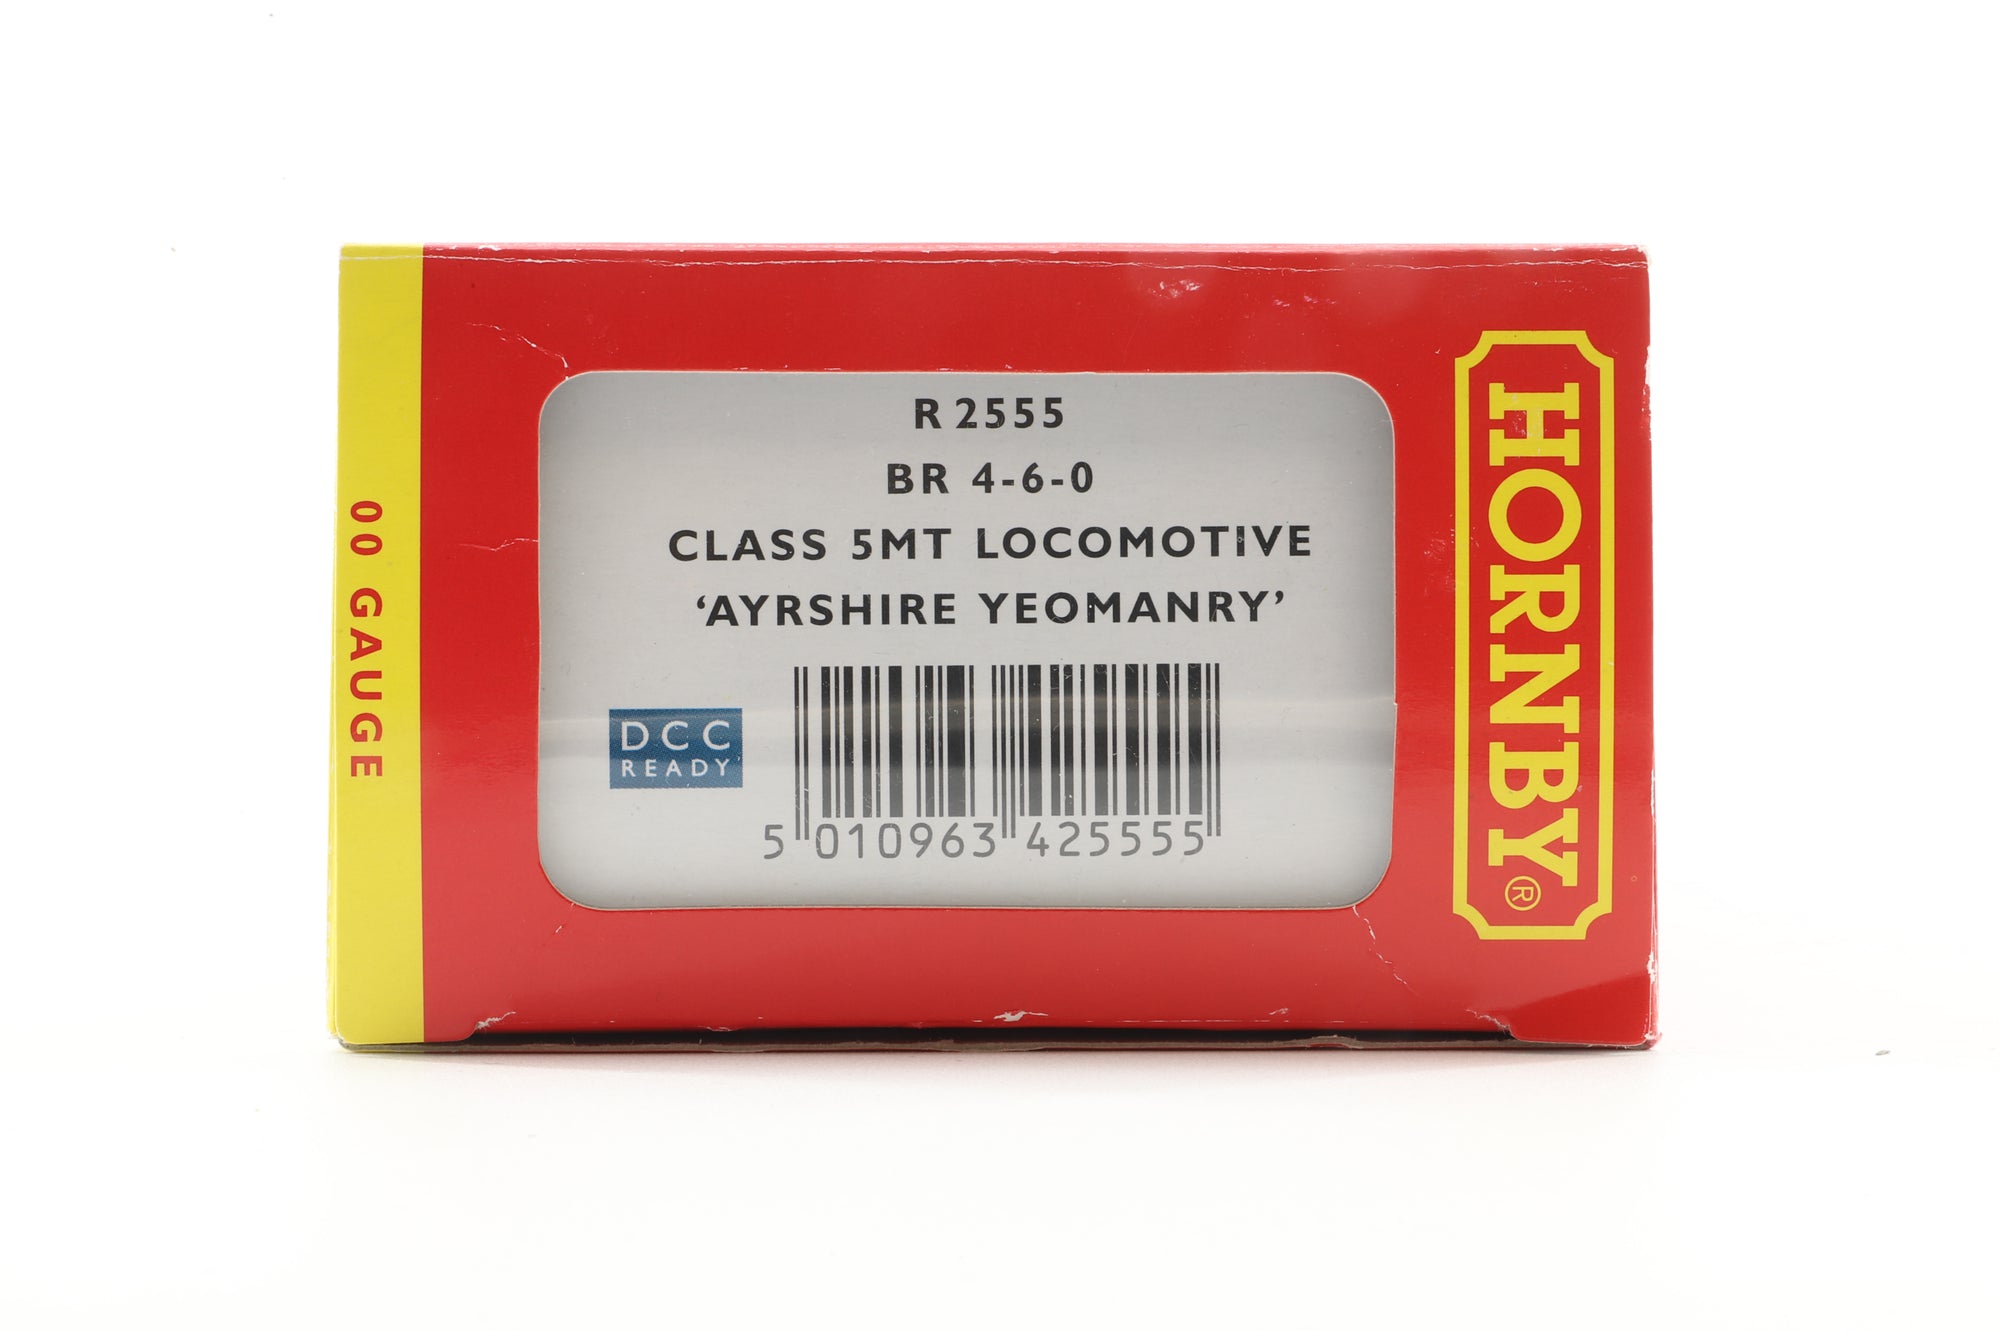 00 GAUGE
R 2555
BR 4-6-0
CLASS 5MT LOCOMOTIVE
‘AYRSHIRE YEOMANRY’
DCC
READY
5 010963 425555
HORNBY®